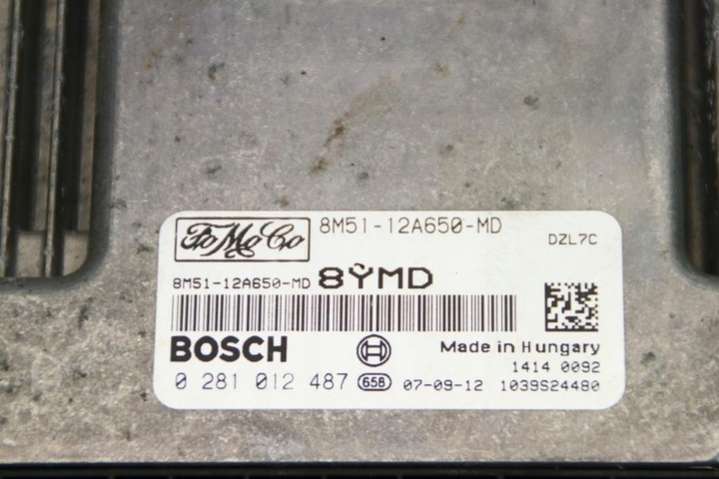 FoMoCo 8M51-12A650-MD
DZL7C
8M51-12A650-MD 8ŸMD
BOSCH
Made in Hungary
1414 0092
0 281 012 487 658 07-09-12 1039S24480